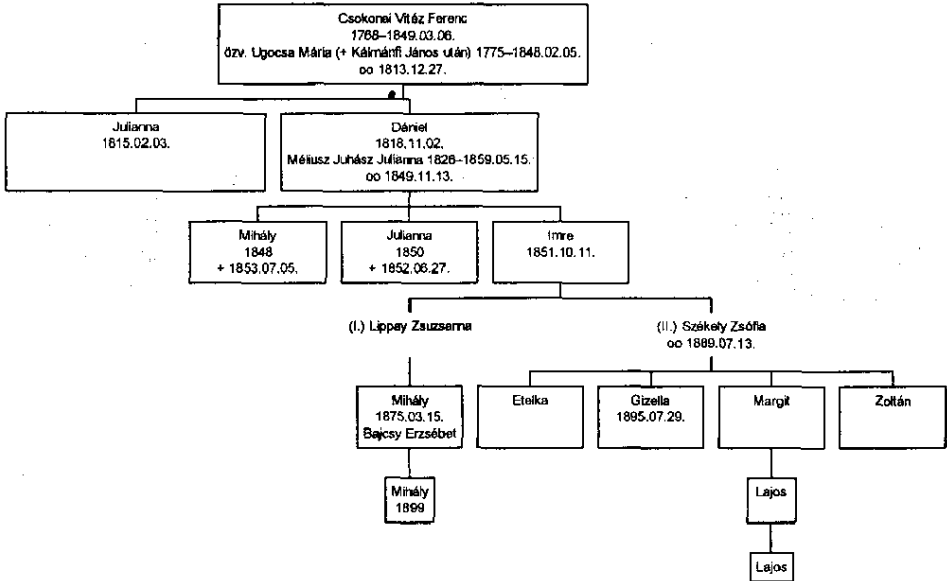 Csokonai Vitéz Ferenc
1768–1849.03.06.
özv. Ugocsa Mária (+ Kálmánfi János után) 1775–1848.02.05.
oo 1813.12.27.
Julianna
1815.02.03.
Dániel
1818.11.02.
Méliusz Juhász Julianna 1826–1859.05.15.
oo 1849.11.13.
Mihály
1848
+ 1853.07.05.
Julianna
1850
+ 1852.06.27.
Imre
1851.10.11.
(I.) Lippay Zsuzsanna
(II.) Székely Zsófia
oo 1889.07.13.
Mihály
1875.03.15.
Bajcsy Erzsébet
Etelka
Gizella
1895.07.29.
Margit
Zoltán
Mihály
1899
Lajos
Lajos